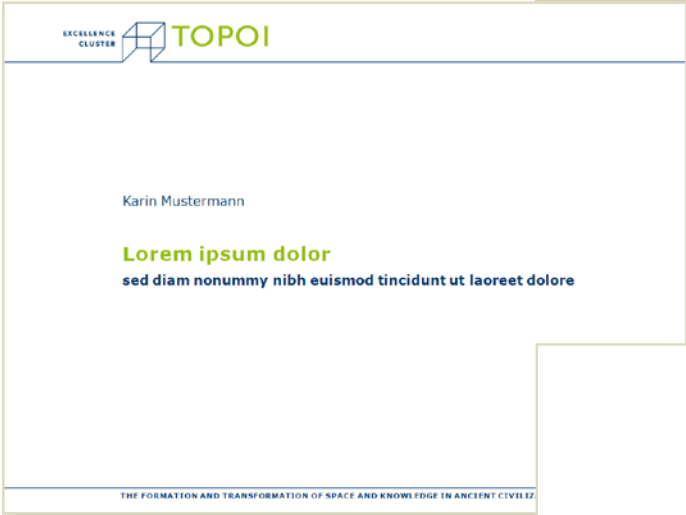 EXCELLENCE
CLUSTER
TOPOI
Karin Mustermann
Lorem ipsum dolor
sed diam nonummy nibh euismod tincidunt ut laoreet dolore
THE FORMATION AND TRANSFORMATION OF SPACE AND KNOWLEDGE IN ANCIENT